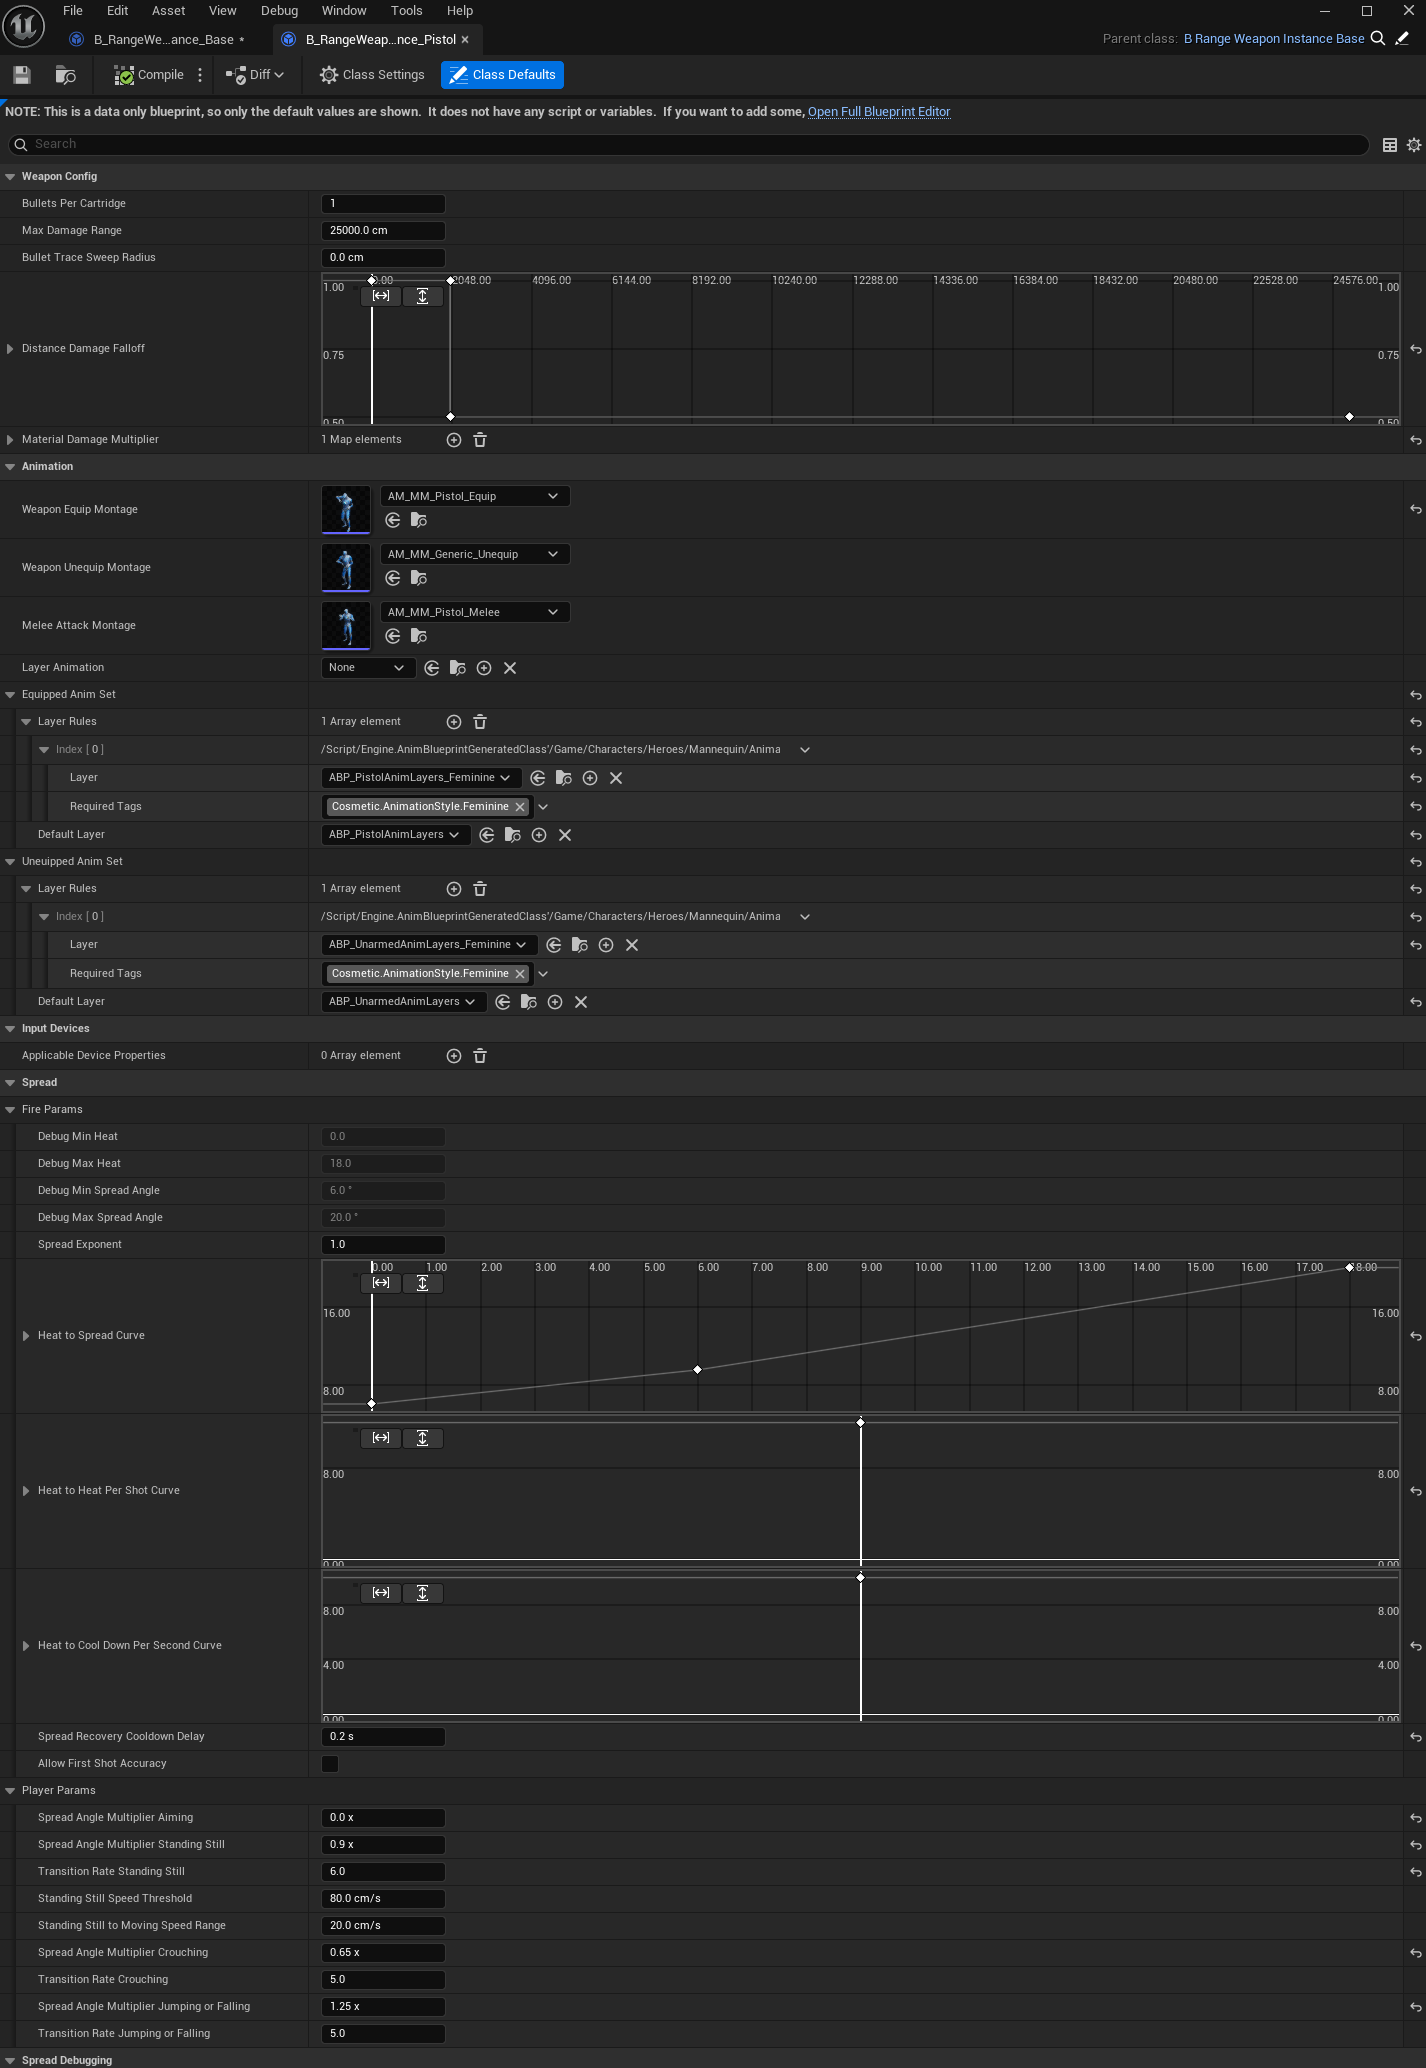 File Edit Asset View Debug Window Tools Help
B_RangeWe...ance_Base *
B_RangeWeap...nce_Pistol ×
Parent class: B Range Weapon Instance Base
Compile
Diff
Class Settings
Class Defaults
NOTE: This is a data only blueprint, so only the default values are shown. It does not have any script or variables. If you want to add some, Open Full Blueprint Editor
Search
Weapon Config
Bullets Per Cartridge 1
Max Damage Range 25000.0 cm
Bullet Trace Sweep Radius 0.0 cm
.00 2048.00 4096.00 6144.00 8192.00 10240.00 12288.00 14336.00 16384.00 18432.00 20480.00 22528.00 24576.00
1.00 1.00
Distance Damage Falloff
0.75 0.75
0.50 0.50
Material Damage Multiplier 1 Map elements
Animation
Weapon Equip Montage AM_MM_Pistol_Equip
Weapon Unequip Montage AM_MM_Generic_Unequip
Melee Attack Montage AM_MM_Pistol_Melee
Layer Animation None
Equipped Anim Set
Layer Rules 1 Array element
Index [ 0 ] /Script/Engine.AnimBlueprintGeneratedClass'/Game/Characters/Heroes/Mannequin/Anima
Layer ABP_PistolAnimLayers_Feminine
Required Tags Cosmetic.AnimationStyle.Feminine
Default Layer ABP_PistolAnimLayers
Uneuipped Anim Set
Layer Rules 1 Array element
Index [ 0 ] /Script/Engine.AnimBlueprintGeneratedClass'/Game/Characters/Heroes/Mannequin/Anima
Layer ABP_UnarmedAnimLayers_Feminine
Required Tags Cosmetic.AnimationStyle.Feminine
Default Layer ABP_UnarmedAnimLayers
Input Devices
Applicable Device Properties 0 Array element
Spread
Fire Params
Debug Min Heat 0.0
Debug Max Heat 18.0
Debug Min Spread Angle 6.0 °
Debug Max Spread Angle 20.0 °
Spread Exponent 1.0
0.00 1.00 2.00 3.00 4.00 5.00 6.00 7.00 8.00 9.00 10.00 11.00 12.00 13.00 14.00 15.00 16.00 17.00 18.00
16.00 16.00
Heat to Spread Curve
8.00 8.00
8.00 8.00
Heat to Heat Per Shot Curve
0.00 0.00
8.00 8.00
Heat to Cool Down Per Second Curve
4.00 4.00
0.00 0.00
Spread Recovery Cooldown Delay 0.2 s
Allow First Shot Accuracy
Player Params
Spread Angle Multiplier Aiming 0.0 x
Spread Angle Multiplier Standing Still 0.9 x
Transition Rate Standing Still 6.0
Standing Still Speed Threshold 80.0 cm/s
Standing Still to Moving Speed Range 20.0 cm/s
Spread Angle Multiplier Crouching 0.65 x
Transition Rate Crouching 5.0
Spread Angle Multiplier Jumping or Falling 1.25 x
Transition Rate Jumping or Falling 5.0
Spread Debugging